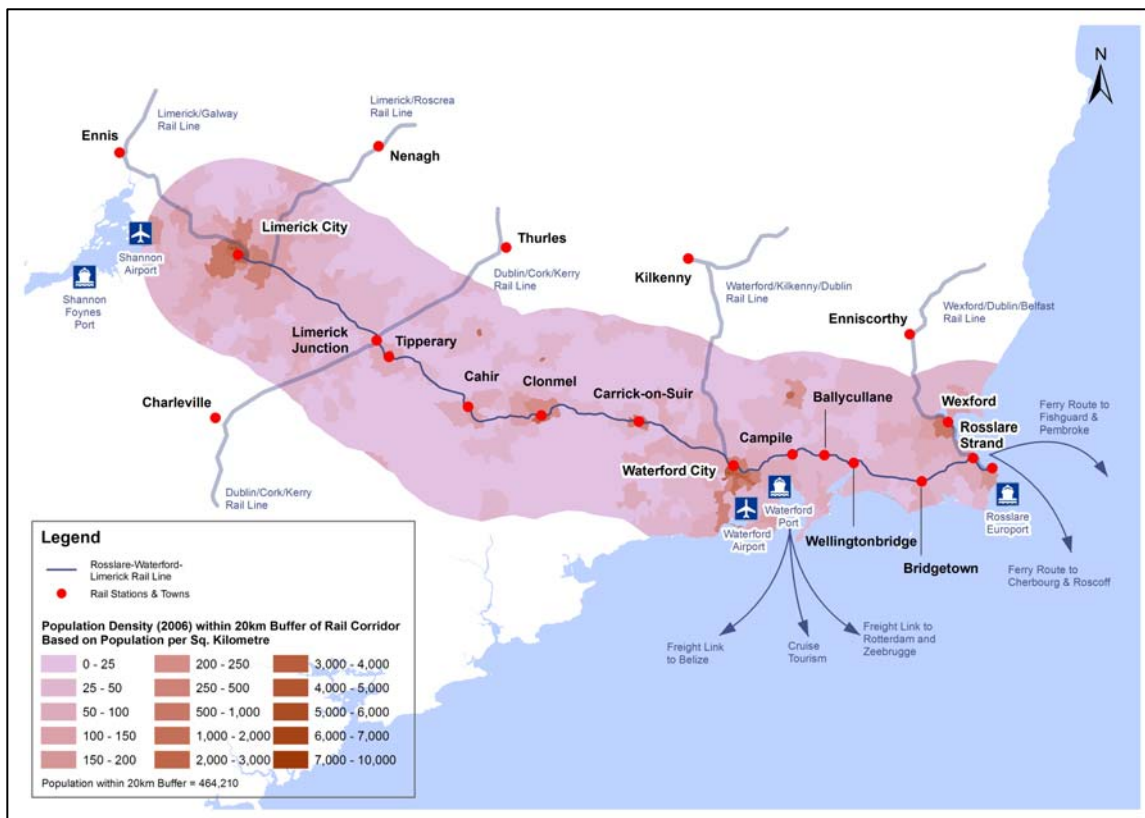 N
Limerick/Galway
Rail Line
Limerick/Roscrea
Rail Line
Ennis
Nenagh
Limerick City
Shannon
Airport
Shannon
Foynes
Port
Thurles
Dublin/Cork/Kerry
Rail Line
Kilkenny
Waterford/Kilkenny/Dublin
Rail Line
Enniscorthy
Wexford/Dublin/Belfast
Rail Line
Limerick
Junction
Tipperary
Cahir
Clonmel
Carrick-on-Suir
Charleville
Ballycullane
Campile
Wexford
Rosslare
Strand
Ferry Route to
Fishguard &
Pembroke
Waterford City
Dublin/Cork/Kerry
Rail Line
Waterford
Airport
Waterford
Port
Rosslare
Europort
Wellingtonbridge
Bridgetown
Ferry Route to
Cherbourg & Roscoff
Freight Link
to Belize
Cruise
Tourism
Freight Link to
Rotterdam and
Zeebrugge
Legend
Rosslare-Waterford-
Limerick Rail Line
Rail Stations & Towns
Population Density (2006) within 20km Buffer of Rail Corridor
Based on Population per Sq. Kilometre
0 - 25
25 - 50
50 - 100
100 - 150
150 - 200
200 - 250
250 - 500
500 - 1,000
1,000 - 2,000
2,000 - 3,000
3,000 - 4,000
4,000 - 5,000
5,000 - 6,000
6,000 - 7,000
7,000 - 10,000
Population within 20km Buffer = 464,210